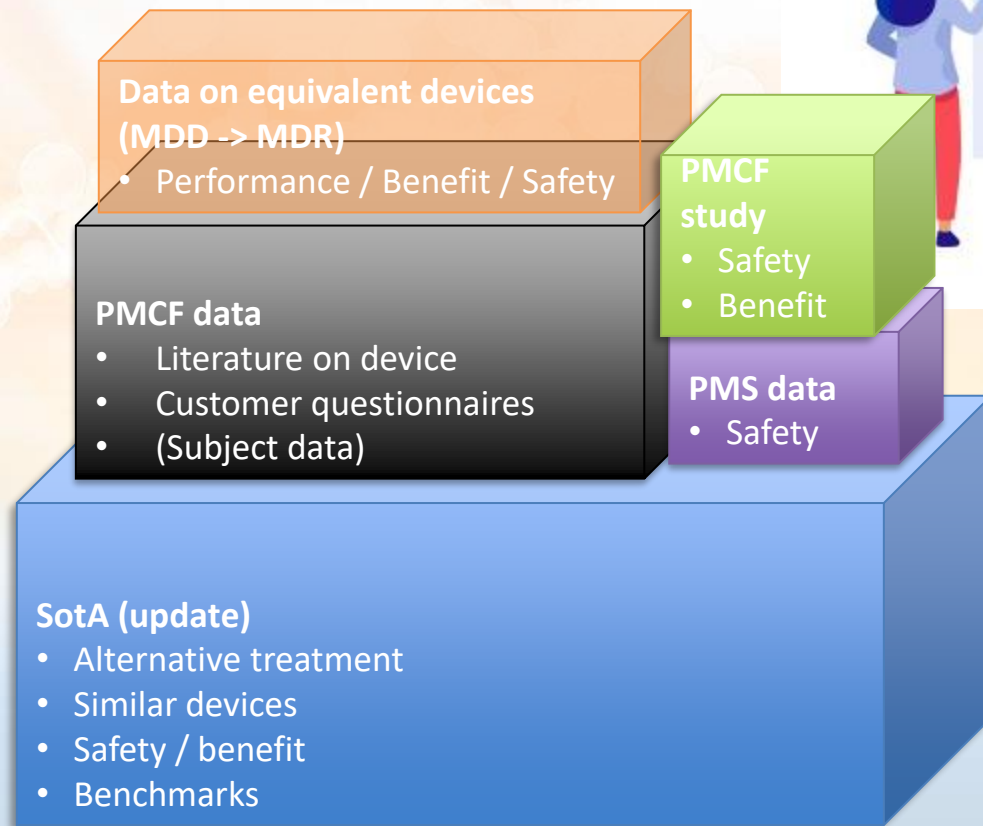 Data on equivalent devices
(MDD -> MDR)
• Performance / Benefit / Safety
PMCF
study
• Safety
• Benefit
PMCF data
• Literature on device
• Customer questionnaires
• (Subject data)
PMS data
• Safety
SotA (update)
• Alternative treatment
• Similar devices
• Safety / benefit
• Benchmarks